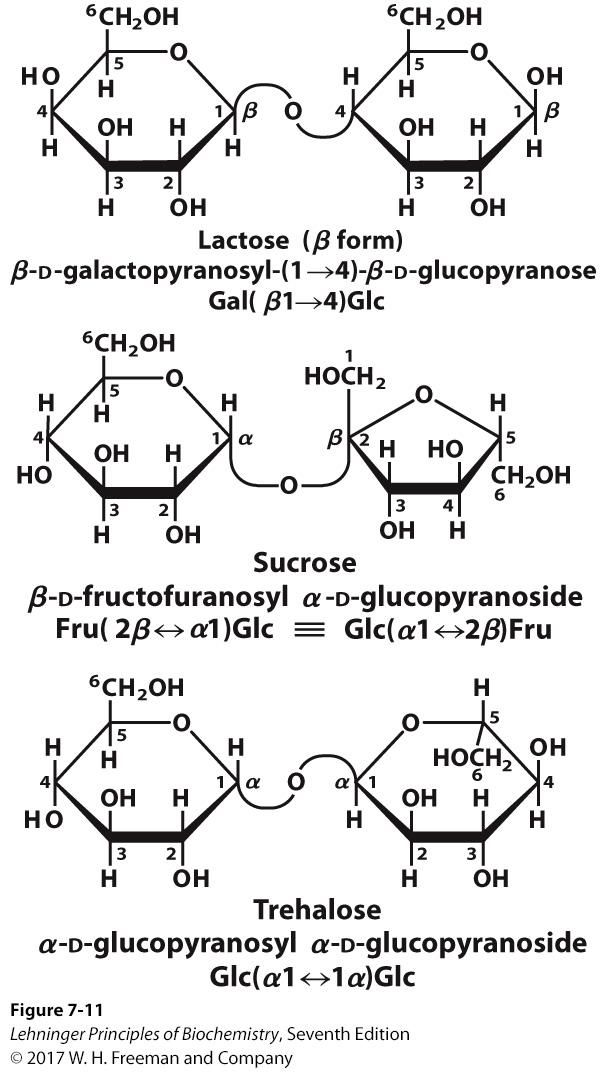 ⁶CH₂OH ⁶CH₂OH
O O
HO 5 H 5 OH
H H
4 OH H 1 β O 4 OH H 1 β
H H H
3 2 3 2
H OH H OH
Lactose (β form)
β-D-galactopyranosyl-(1→4)-β-D-glucopyranose
Gal(β1→4)Glc
⁶CH₂OH 1
HOCH₂
O O
H 5 H H
H
4 OH H 1 α β 2 H HO 5
HO O CH₂OH
3 2 3 4 6
H OH OH H
Sucrose
β-D-fructofuranosyl α-D-glucopyranoside
Fru(2β↔α1)Glc ≡ Glc(α1↔2β)Fru
⁶CH₂OH H
O O 5
H 5 H HOCH₂ OH
H 6
4 OH H 1 α O α 1 OH H 4
HO H H
3 2 2 3
H OH H OH
Trehalose
α-D-glucopyranosyl α-D-glucopyranoside
Glc(α1↔1α)Glc
Figure 7-11
Lehninger Principles of Biochemistry, Seventh Edition
© 2017 W. H. Freeman and Company